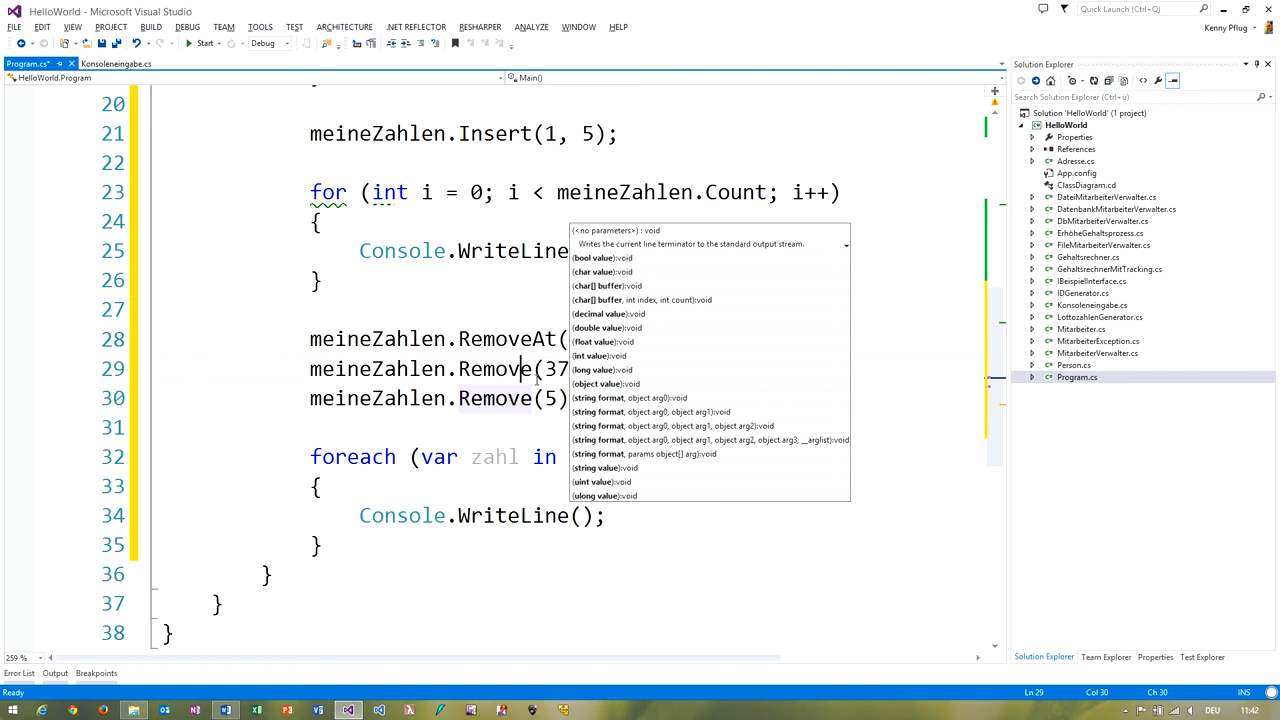 HelloWorld - Microsoft Visual Studio
Quick Launch (Ctrl+Q)
FILE EDIT VIEW PROJECT BUILD DEBUG TEAM TOOLS TEST ARCHITECTURE .NET REFLECTOR RESHARPER ANALYZE WINDOW HELP
Kenny Pflug
Start Debug
Program.cs* Konsoleneingabe.cs
HelloWorld.Program Main()
20 }
21 meineZahlen.Insert(1, 5);
22
23 for (int i = 0; i < meineZahlen.Count; i++)
24 {
25 Console.WriteLine
26 }
27
28 meineZahlen.RemoveAt(
29 meineZahlen.Remove(37
30 meineZahlen.Remove(5)
31
32 foreach (var zahl in
33 {
34 Console.WriteLine();
35 }
36 }
37 }
38 }
(<no parameters>) : void
Writes the current line terminator to the standard output stream.
(bool value):void
(char value):void
(char[] buffer):void
(char[] buffer, int index, int count):void
(decimal value):void
(double value):void
(float value):void
(int value):void
(long value):void
(object value):void
(string format, object arg0):void
(string format, object arg0, object arg1):void
(string format, object arg0, object arg1, object arg2):void
(string format, object arg0, object arg1, object arg2, object arg3, __arglist):void
(string format, params object[] arg):void
(string value):void
(uint value):void
(ulong value):void
259 %
Solution Explorer
Search Solution Explorer (Ctrl+ü)
Solution 'HelloWorld' (1 project)
HelloWorld
Properties
References
Adresse.cs
App.config
ClassDiagram.cd
DateiMitarbeiterVerwalter.cs
DatenbankMitarbeiterVerwalter.cs
DbMitarbeiterVerwalter.cs
ErhöheGehaltsprozess.cs
FileMitarbeiterVerwalter.cs
Gehaltsrechner.cs
GehaltsrechnerMitTracking.cs
IBeispielInterface.cs
IDGenerator.cs
Konsoleneingabe.cs
LottozahlenGenerator.cs
Mitarbeiter.cs
MitarbeiterException.cs
MitarbeiterVerwalter.cs
Person.cs
Program.cs
Solution Explorer Team Explorer Properties Test Explorer
Error List Output Breakpoints
Ready Ln 29 Col 30 Ch 30 INS
DEU 11:42